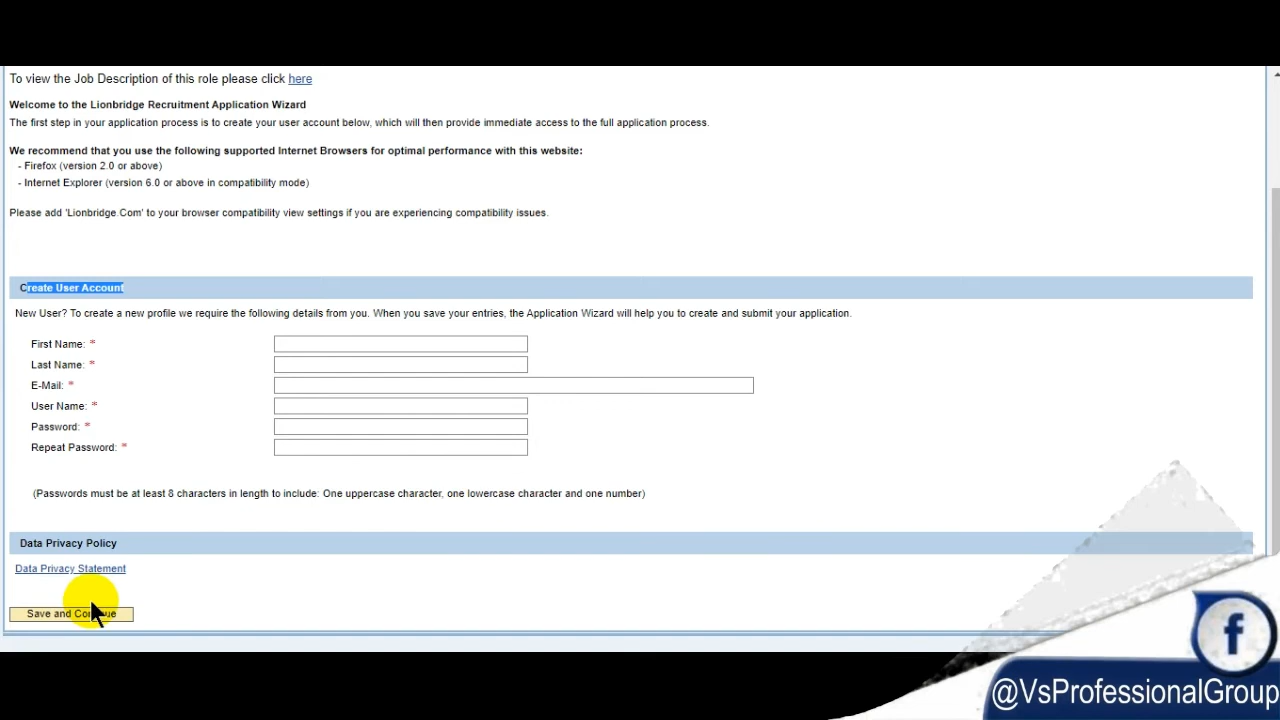 To view the Job Description of this role please click here
Welcome to the Lionbridge Recruitment Application Wizard
The first step in your application process is to create your user account below, which will then provide immediate access to the full application process.
We recommend that you use the following supported Internet Browsers for optimal performance with this website:
- Firefox (version 2.0 or above)
- Internet Explorer (version 6.0 or above in compatibility mode)
Please add 'Lionbridge.Com' to your browser compatibility view settings if you are experiencing compatibility issues.
Create User Account
New User? To create a new profile we require the following details from you. When you save your entries, the Application Wizard will help you to create and submit your application.
First Name: *
Last Name: *
E-Mail: *
User Name: *
Password: *
Repeat Password: *
(Passwords must be at least 8 characters in length to include: One uppercase character, one lowercase character and one number)
Data Privacy Policy
Data Privacy Statement
Save and Continue
f
@VsProfessionalGroup